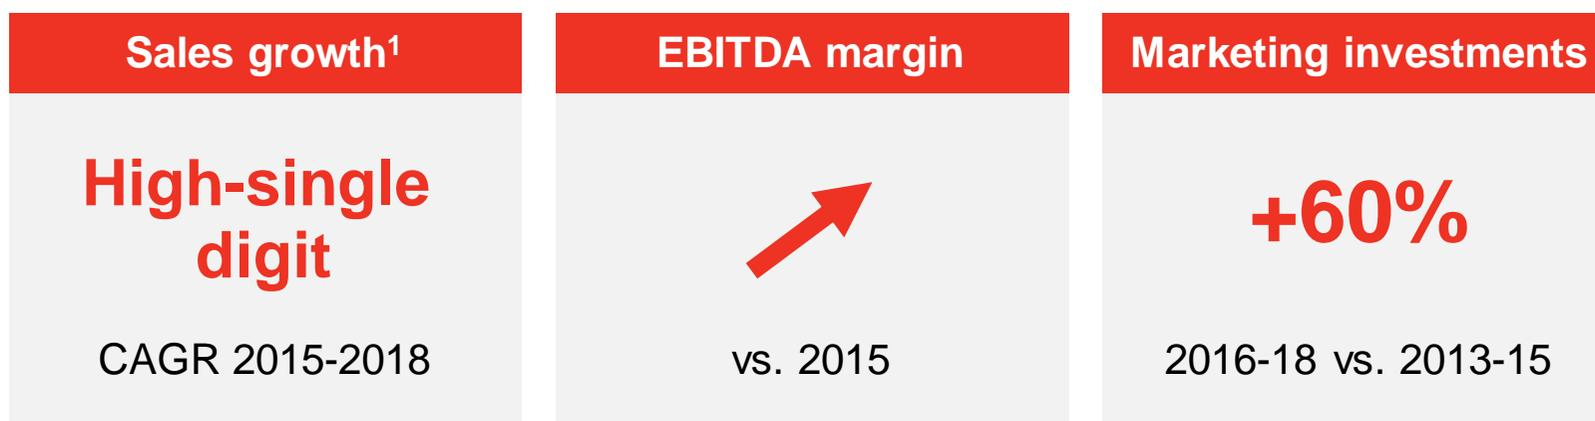 Sales growth¹
High-single
digit
CAGR 2015-2018
EBITDA margin
vs. 2015
Marketing investments
+60%
2016-18 vs. 2013-15